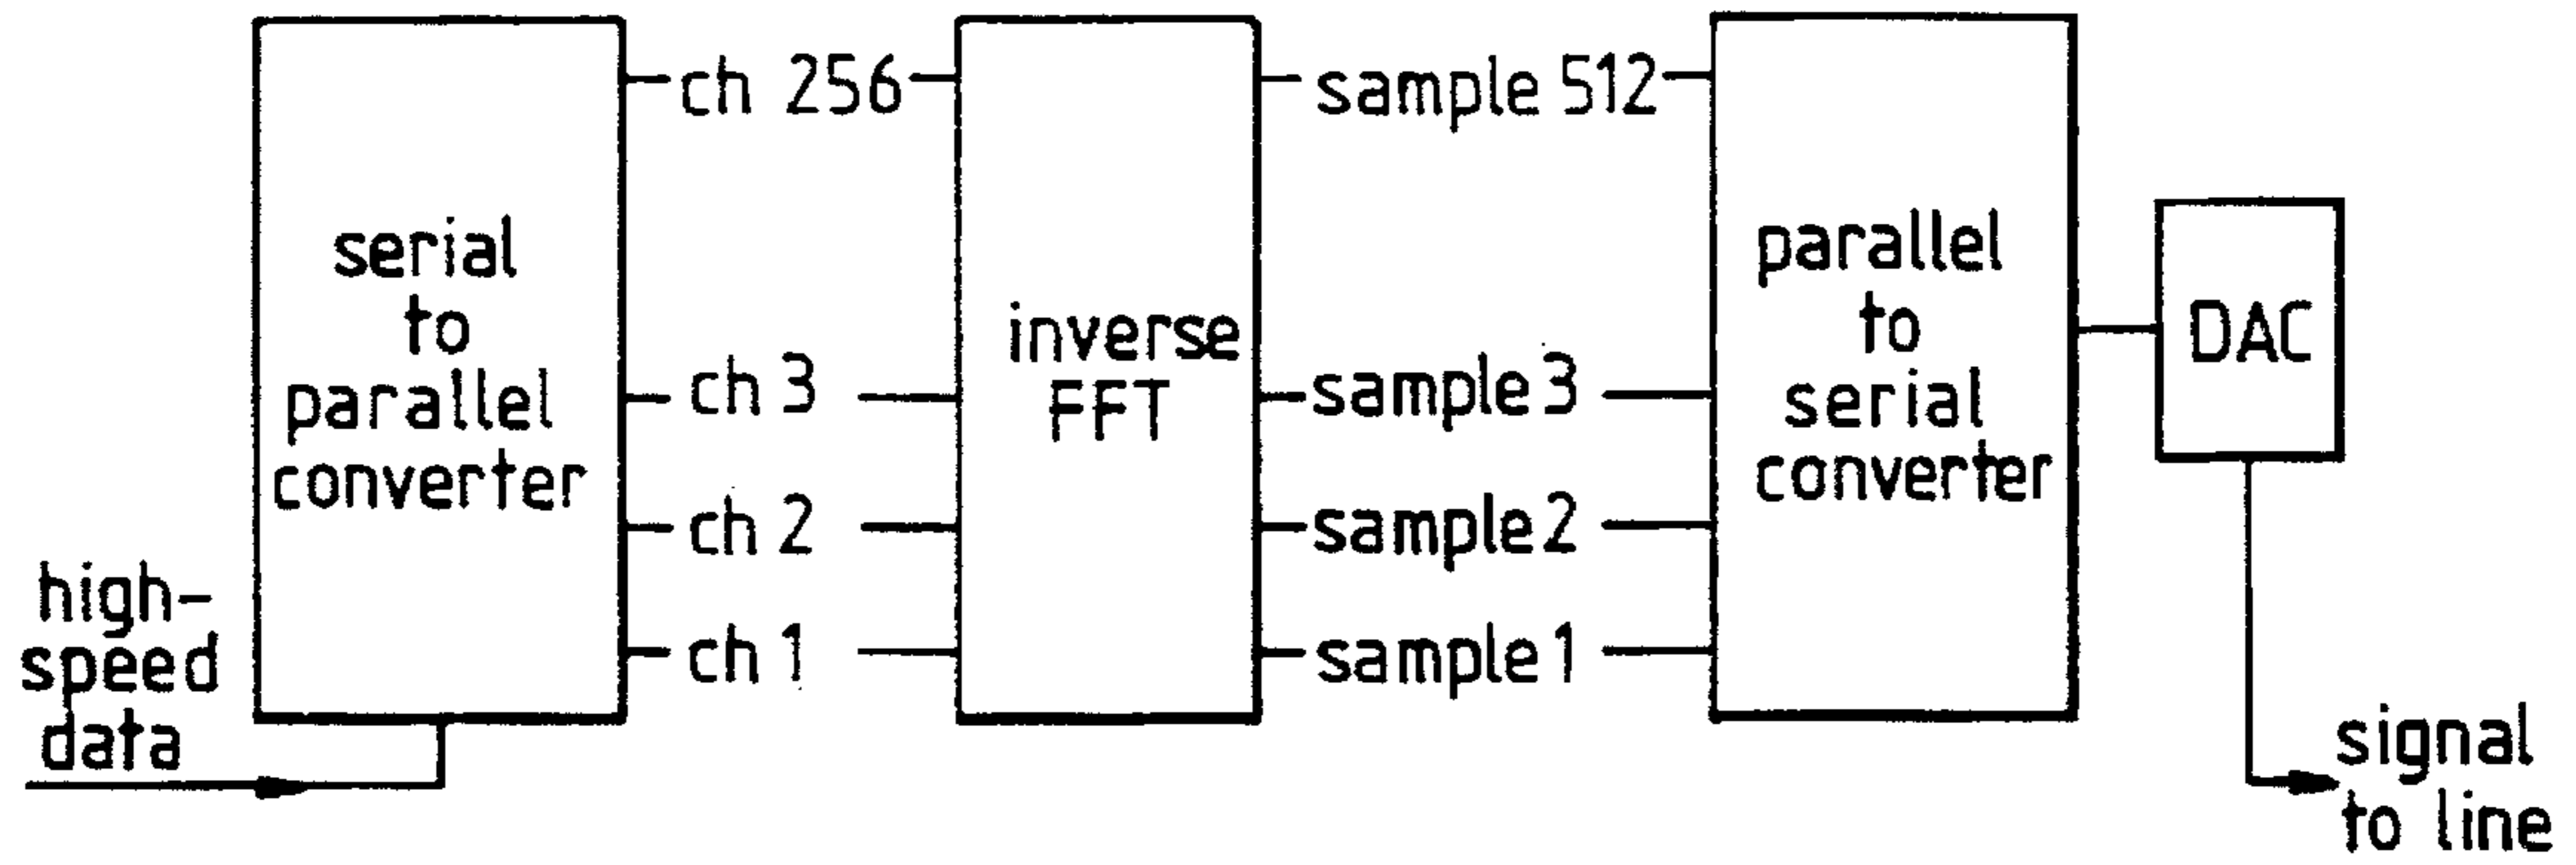 high-
speed
data
serial
to
parallel
converter
ch 256
ch 3
ch 2
ch 1
inverse
FFT
sample 512
sample 3
sample 2
sample 1
parallel
to
serial
converter
DAC
signal
to line